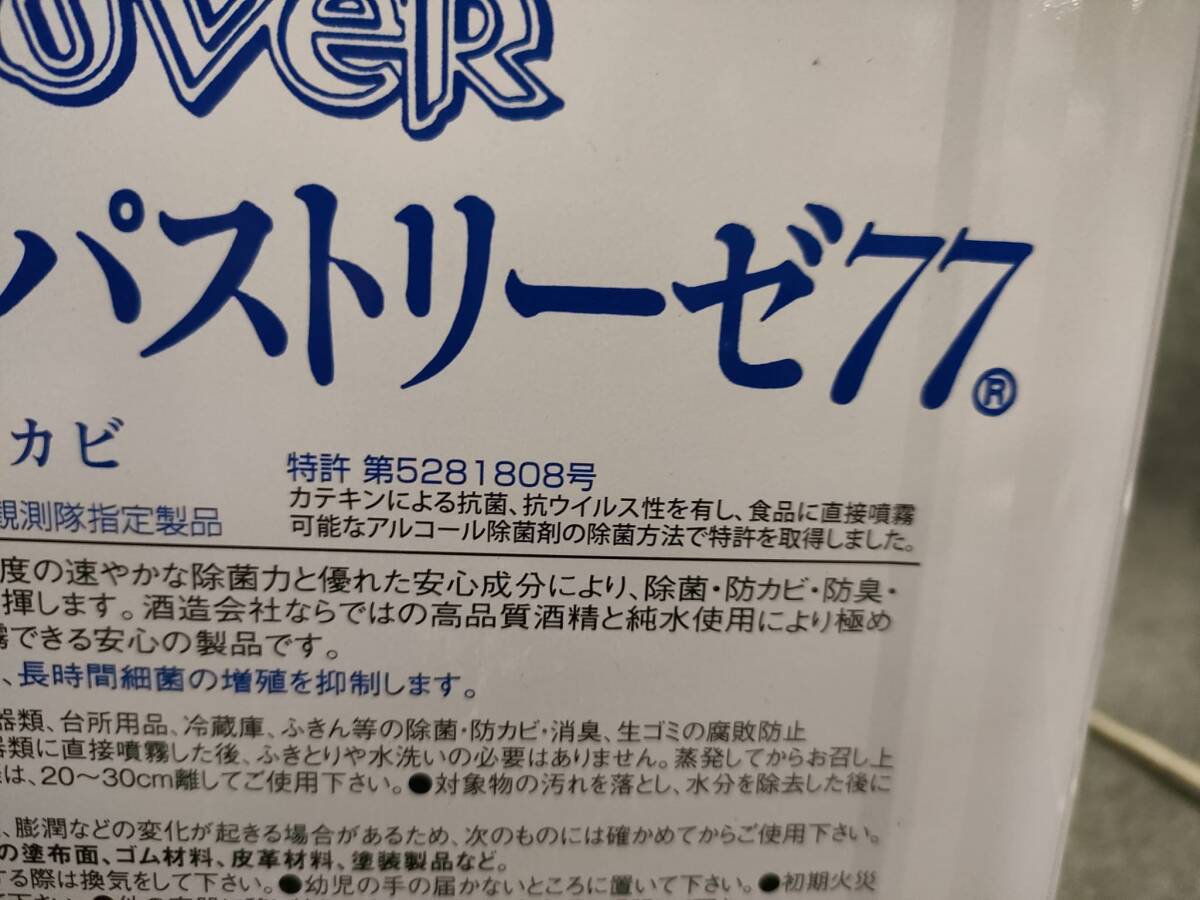 over
パストリーゼ77®
カビ
特許 第5281808号
カテキンによる抗菌、抗ウイルス性を有し、食品に直接噴霧
観測隊指定製品
可能なアルコール除菌剤の除菌方法で特許を取得しました。
度の速やかな除菌力と優れた安心成分により、除菌・防カビ・防臭・
揮します。酒造会社ならではの高品質酒精と純水使用により極め
霧できる安心の製品です。
、長時間細菌の増殖を抑制します。
器類、台所用品、冷蔵庫、ふきん等の除菌・防カビ・消臭、生ゴミの腐敗防止
器類に直接噴霧した後、ふきとりや水洗いの必要はありません。蒸発してからお召し上
は、20〜30cm離してご使用下さい。●対象物の汚れを落とし、水分を除去した後に
、膨潤などの変化が起きる場合があるため、次のものには確かめてからご使用下さい。
の塗布面、ゴム材料、皮革材料、塗装製品など。
する際は換気をして下さい。●幼児の手の届かないところに置いて下さい。●初期火災